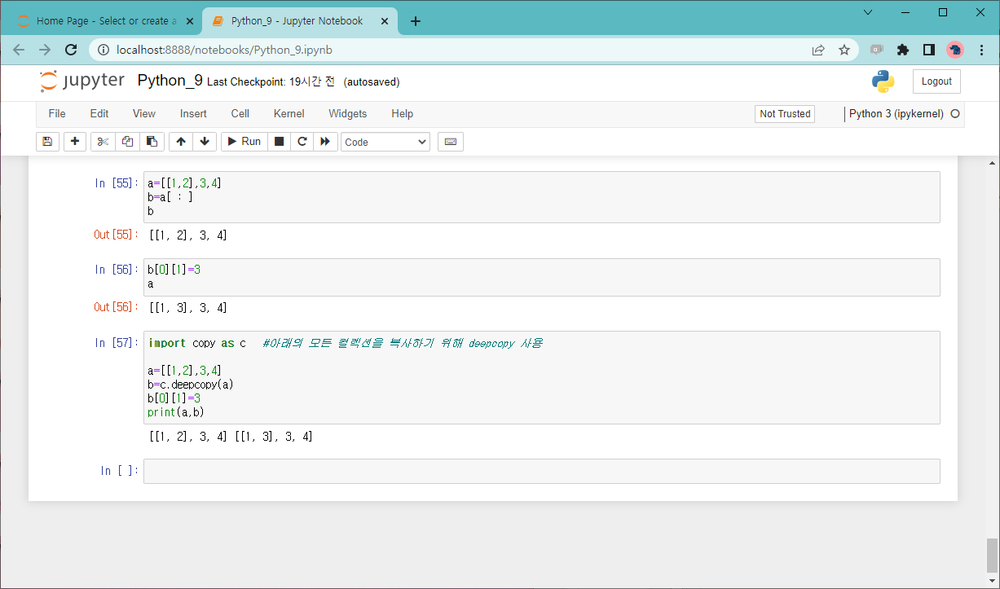 Home Page - Select or create a
Python_9 - Jupyter Notebook
localhost:8888/notebooks/Python_9.ipynb
jupyter Python_9 Last Checkpoint: 19시간 전 (autosaved)
Logout
File Edit View Insert Cell Kernel Widgets Help
Not Trusted
Python 3 (ipykernel)
Run
Code
In [55]:
a=[[1,2],3,4]
b=a[ : ]
b
Out[55]: [[1, 2], 3, 4]
In [56]:
b[0][1]=3
a
Out[56]: [[1, 3], 3, 4]
In [57]:
import copy as c #아래의 모든 컬렉션을 복사하기 위해 deepcopy 사용
a=[[1,2],3,4]
b=c.deepcopy(a)
b[0][1]=3
print(a,b)
[[1, 2], 3, 4] [[1, 3], 3, 4]
In [ ]: